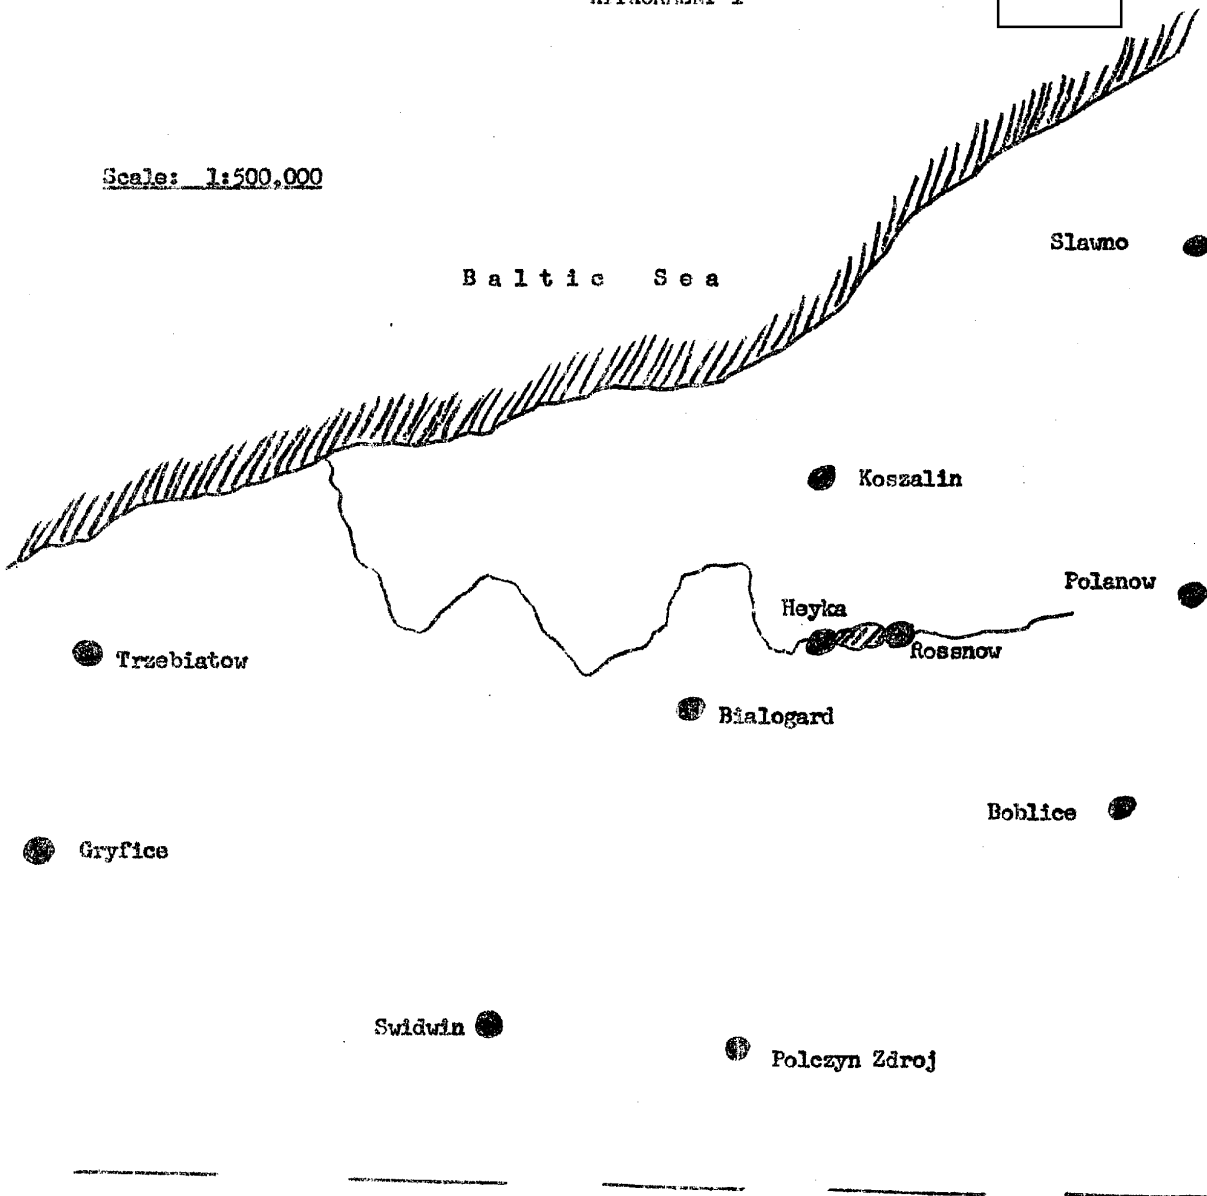 Scale: 1:500,000
Slawno
Baltic Sea
Koszalin
Polanow
Heyka
Rossnow
Trzebiatow
Bialogard
Boblice
Gryfice
Swidwin
Polczyn Zdroj